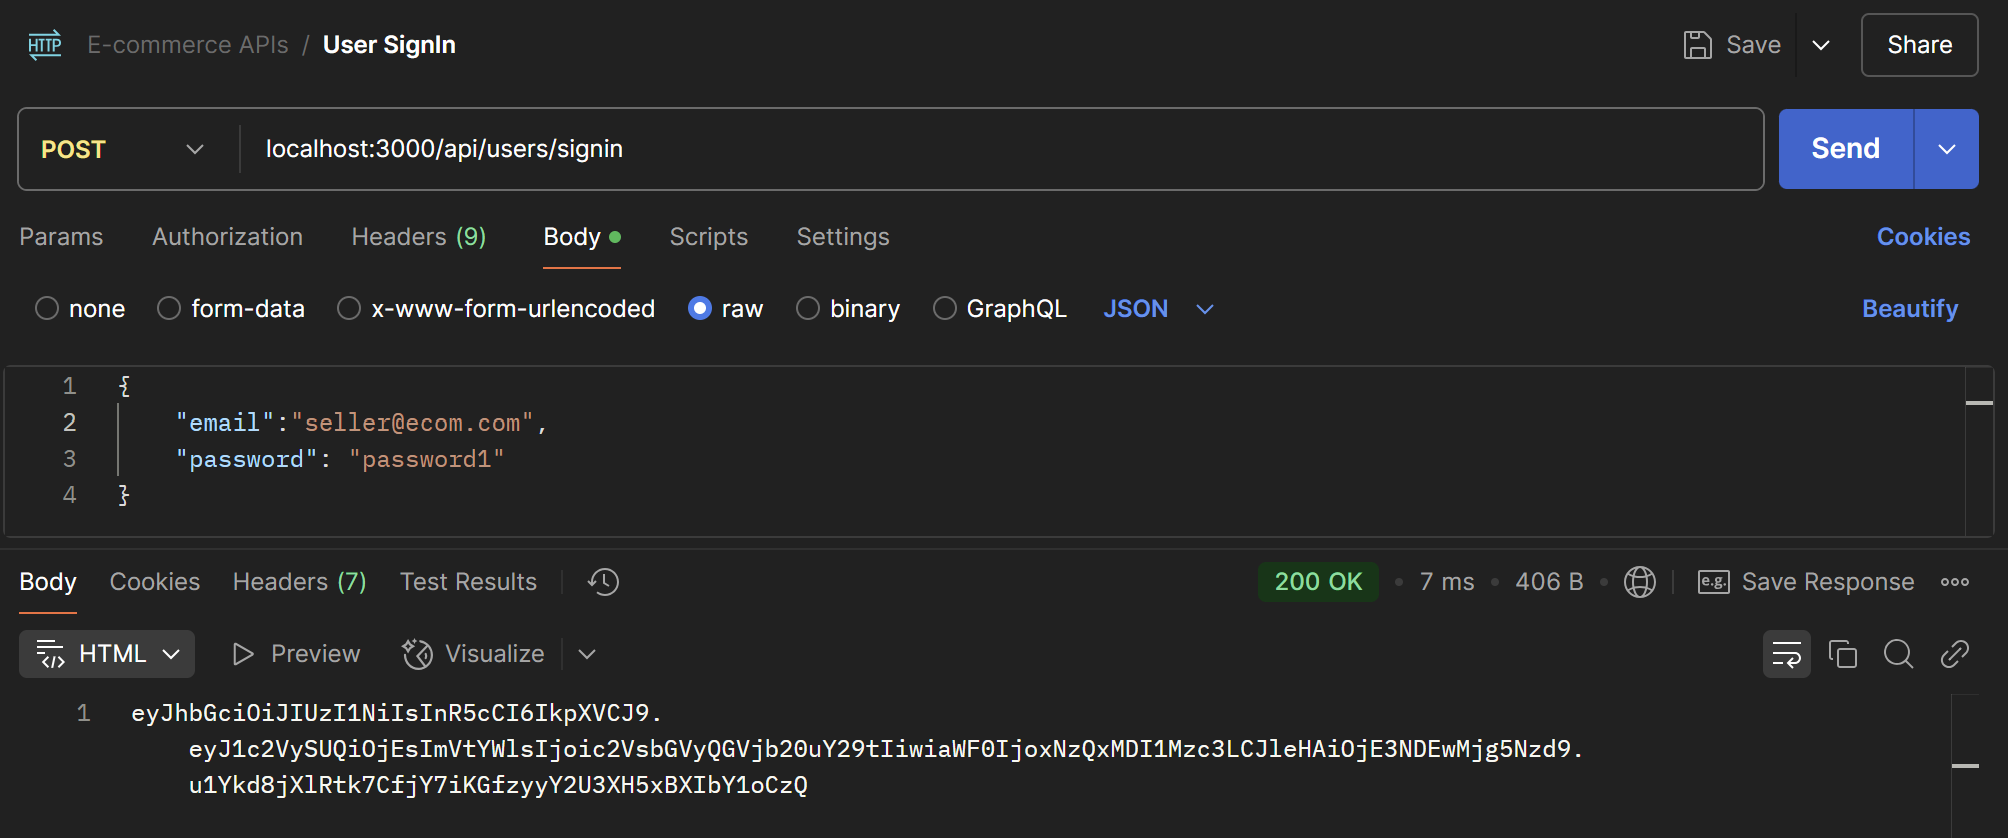 HTTP E-commerce APIs / User SignIn Save Share
POST localhost:3000/api/users/signin Send
Params Authorization Headers (9) Body Scripts Settings Cookies
none form-data x-www-form-urlencoded raw binary GraphQL JSON Beautify
1 {
2 "email":"seller@ecom.com",
3 "password": "password1"
4 }
Body Cookies Headers (7) Test Results 200 OK • 7 ms • 406 B • e.g. Save Response
HTML Preview Visualize
1 eyJhbGciOiJIUzI1NiIsInR5cCI6IkpXVCJ9.
eyJ1c2VySUQiOjEsImVtYWlsIjoic2VsbGVyQGVjb20uY29tIiwiaWF0IjoxNzQxMDI1Mzc3LCJleHAiOjE3NDEwMjg5Nzd9.
u1Ykd8jXlRtk7CfjY7iKGfzyyY2U3XH5xBXIbY1oCzQ